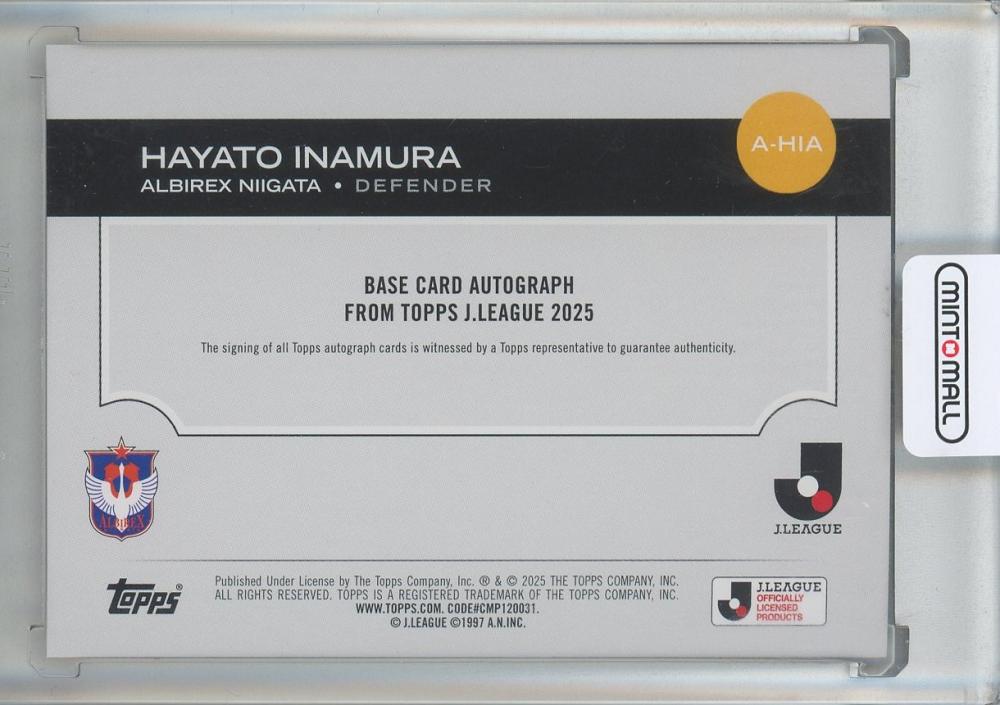 HAYATO INAMURA
ALBIREX NIIGATA • DEFENDER
A-HIA
BASE CARD AUTOGRAPH
FROM TOPPS J.LEAGUE 2025
The signing of all Topps autograph cards is witnessed by a Topps representative to guarantee authenticity.
MINT MALL
ALBIREX
J.LEAGUE
topps®
Published Under License by The Topps Company, Inc. ® & © 2025 THE TOPPS COMPANY, INC.
ALL RIGHTS RESERVED. TOPPS IS A REGISTERED TRADEMARK OF THE TOPPS COMPANY, INC.
WWW.TOPPS.COM. CODE#CMP120031.
© J.LEAGUE ©1997 A.N.INC.
J.LEAGUE
OFFICIALLY
LICENSED
PRODUCTS